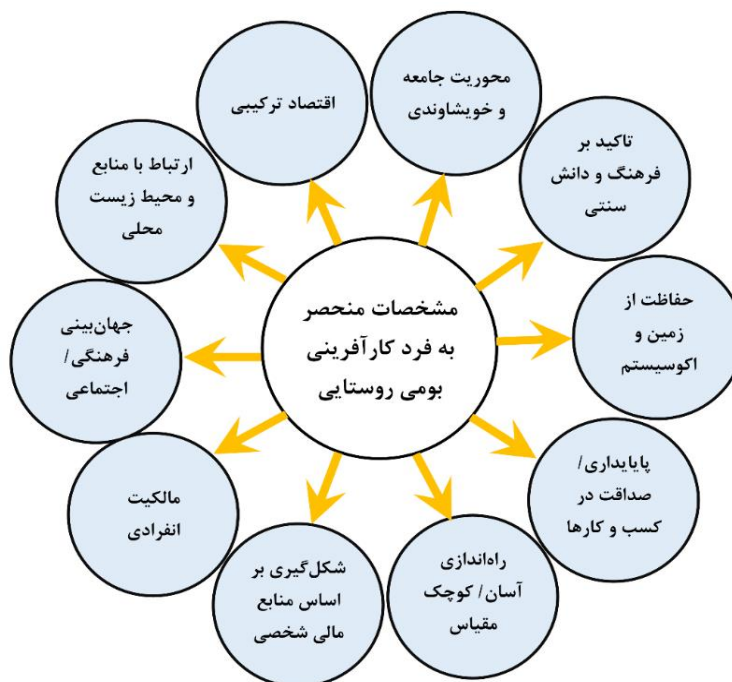 مشخصات منحصر
به فرد کارآفرینی
بومی روستایی
محوریت جامعه
و خویشاوندی
تاکید بر
فرهنگ و دانش
سنتی
حفاظت از
زمین و
اکوسیستم
پایایداری/
صداقت در
کسب و کارها
راه‌اندازی
آسان/ کوچک
مقیاس
شکل‌گیری بر
اساس منابع
مالی شخصی
مالکیت
انفرادی
جهان‌بینی
فرهنگی/
اجتماعی
ارتباط با منابع
و محیط زیست
محلی
اقتصاد ترکیبی